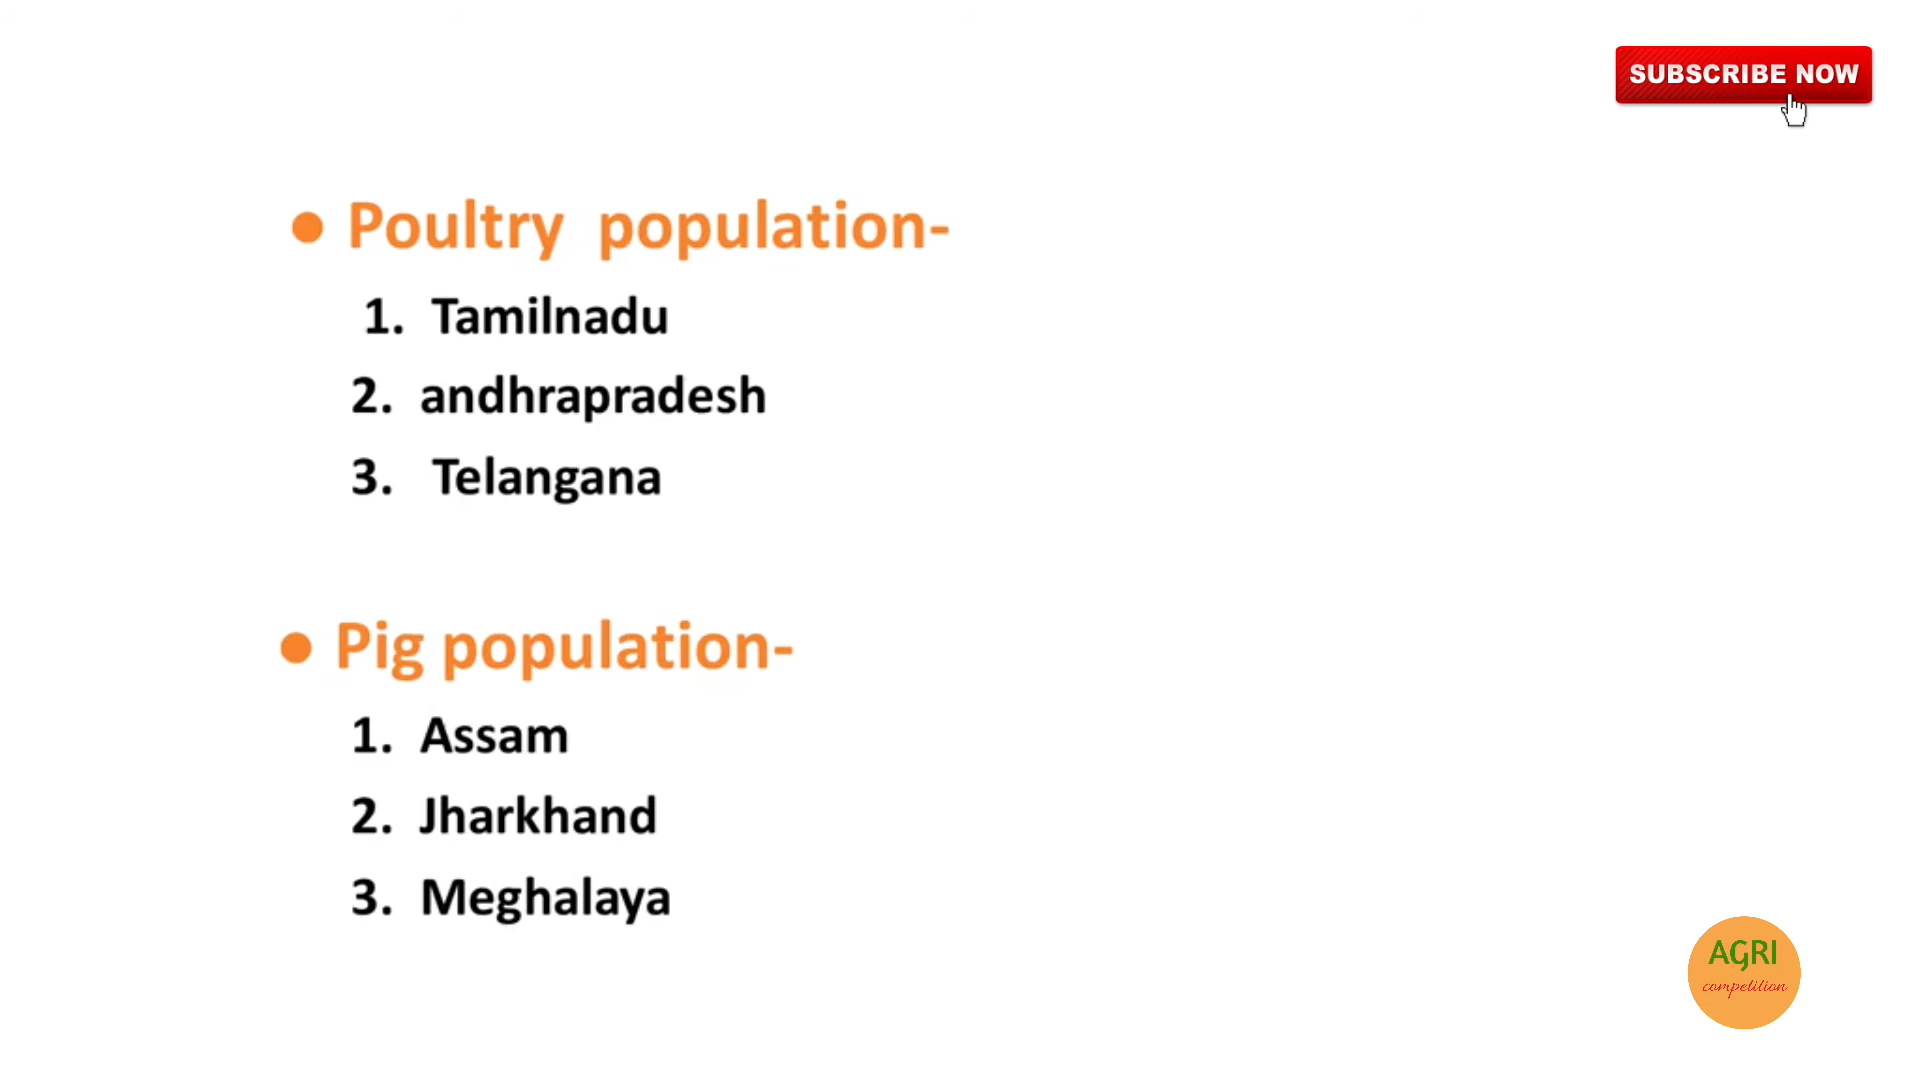 SUBSCRIBE NOW
● Poultry population-
1. Tamilnadu
2. andhrapradesh
3. Telangana
● Pig population-
1. Assam
2. Jharkhand
3. Meghalaya
AGRI
competition